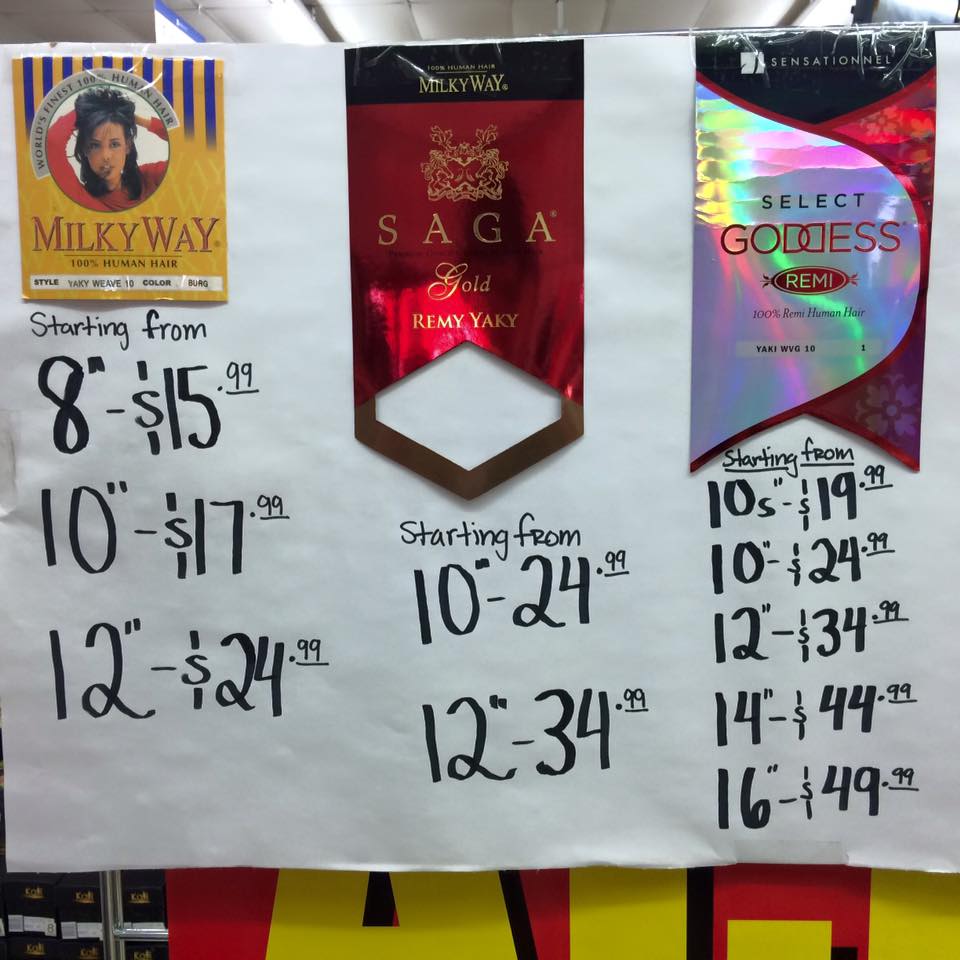 WORLD'S FINEST 100% HUMAN HAIR
MILKY WAY®
100% HUMAN HAIR
STYLE YAKY WEAVE 10 COLOR BURG
Starting from
8"-$15.99
10"-$17.99
12"-$24.99
100% HUMAN HAIR
MILKYWAY®
SAGA®
Gold
REMY YAKY
Starting from
10"-24.99
12"-34.99
SENSATIONNEL
SELECT
GODDESS
REMI
100% Remi Human Hair
YAKI WVG 10 1
Starting from
10s"-$19.99
10"-$24.99
12"-$34.99
14"-$44.99
16"-$49.99
Koli
8